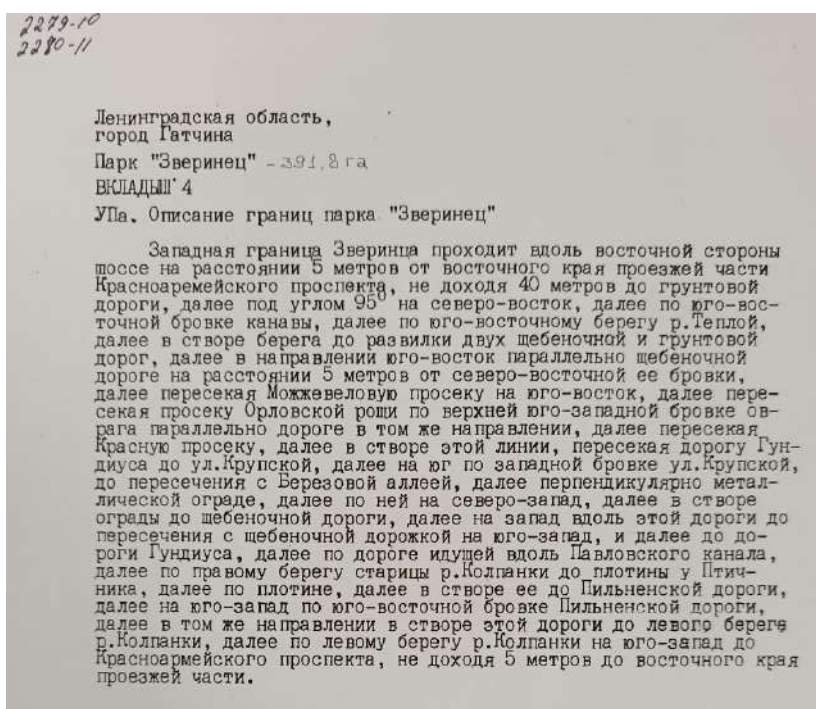 2279-10
2280-11
Ленинградская область,
город Гатчина
Парк "Зверинец" - 391,8 га
ВКЛАДЫШ 4
УПа. Описание границ парка "Зверинец"
Западная граница Зверинца проходит вдоль восточной стороны
шоссе на расстоянии 5 метров от восточного края проезжей части
Красноаремейского проспекта, не доходя 40 метров до грунтовой
дороги, далее под углом 95° на северо-восток, далее по юго-вос-
точной бровке канавы, далее по юго-восточному берегу р.Теплой,
далее в створе берега до развилки двух щебеночной и грунтовой
дорог, далее в направлении юго-восток параллельно щебеночной
дороге на расстоянии 5 метров от северо-восточной ее бровки,
далее пересекая Можжевеловую просеку на юго-восток, далее пере-
секая просеку Орловской рощи по верхней юго-западной бровке ов-
рага параллельно дороге в том же направлении, далее пересекая
Красную просеку, далее в створе этой линии, пересекая дорогу Гун-
диуса до ул.Крупской, далее на юг по западной бровке ул.Крупской,
до пересечения с Березовой аллеей, далее перпендикулярно метал-
лической ограде, далее по ней на северо-запад, далее в створе
ограды до щебеночной дороги, далее на запад вдоль этой дороги до
пересечения с щебеночной дорожкой на юго-запад, и далее до до-
роги Гундиуса, далее по дороге идущей вдоль Павловского канала,
далее по правому берегу старицы р.Колпанки до плотины у Птич-
ника, далее по плотине, далее в створе ее до Пильненской дороги,
далее на юго-запад по юго-восточной бровке Пильненской дороги,
далее в том же направлении в створе этой дороги до левого берега
р.Колпанки, далее по левому берегу р.Колпанки на юго-запад до
Красноармейского проспекта, не доходя 5 метров до восточного края
проезжей части.